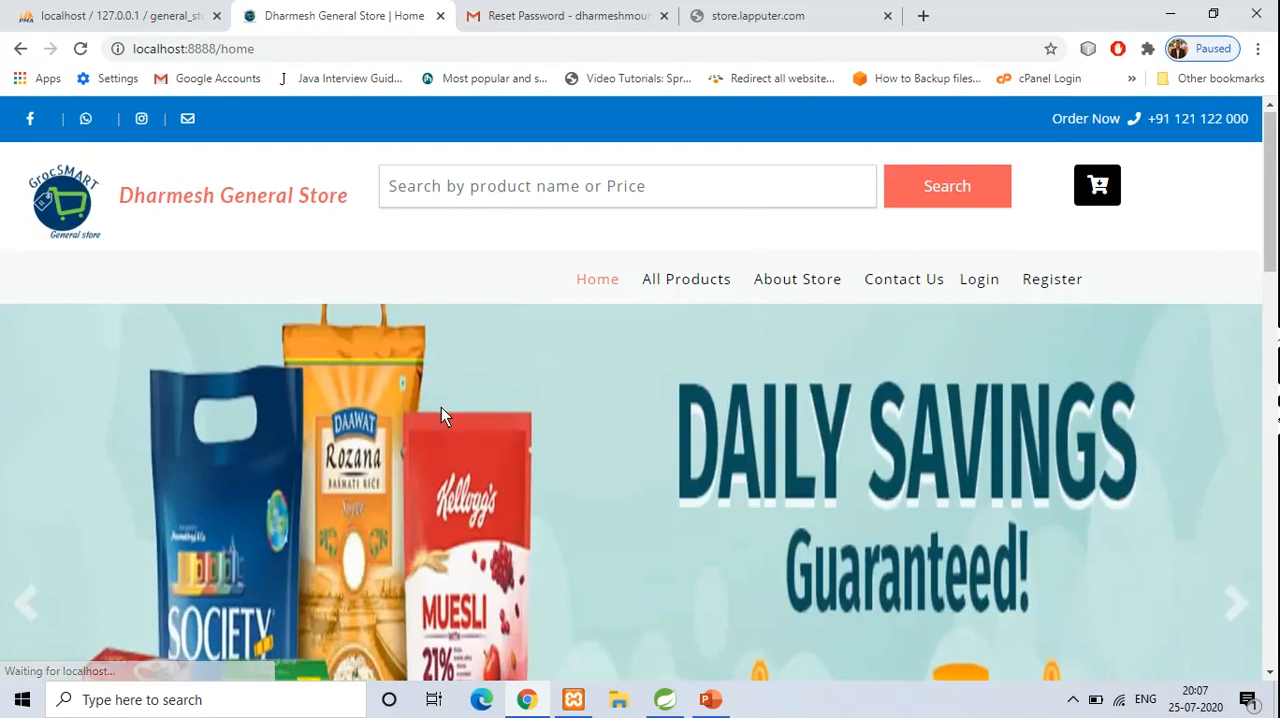 localhost / 127.0.0.1 / general_st
Dharmesh General Store | Home
Reset Password - dharmeshmour
store.lapputer.com
localhost:8888/home
Paused
Apps
Settings
Google Accounts
Java Interview Guid...
Most popular and s...
Video Tutorials: Spr...
Redirect all website...
How to Backup files...
cPanel Login
»
Other bookmarks
Order Now +91 121 122 000
GrocSMART
General store
Dharmesh General Store
Search by product name or Price
Search
Home
All Products
About Store
Contact Us
Login
Register
DAAWAT
Rozana
BASMATI RICE
Super
Kellogg's
SOCIETY
MUESLI
WITH
21%
DAILY SAVINGS
Guaranteed!
Waiting for localhost...
Type here to search
ENG
20:07
25-07-2020
1